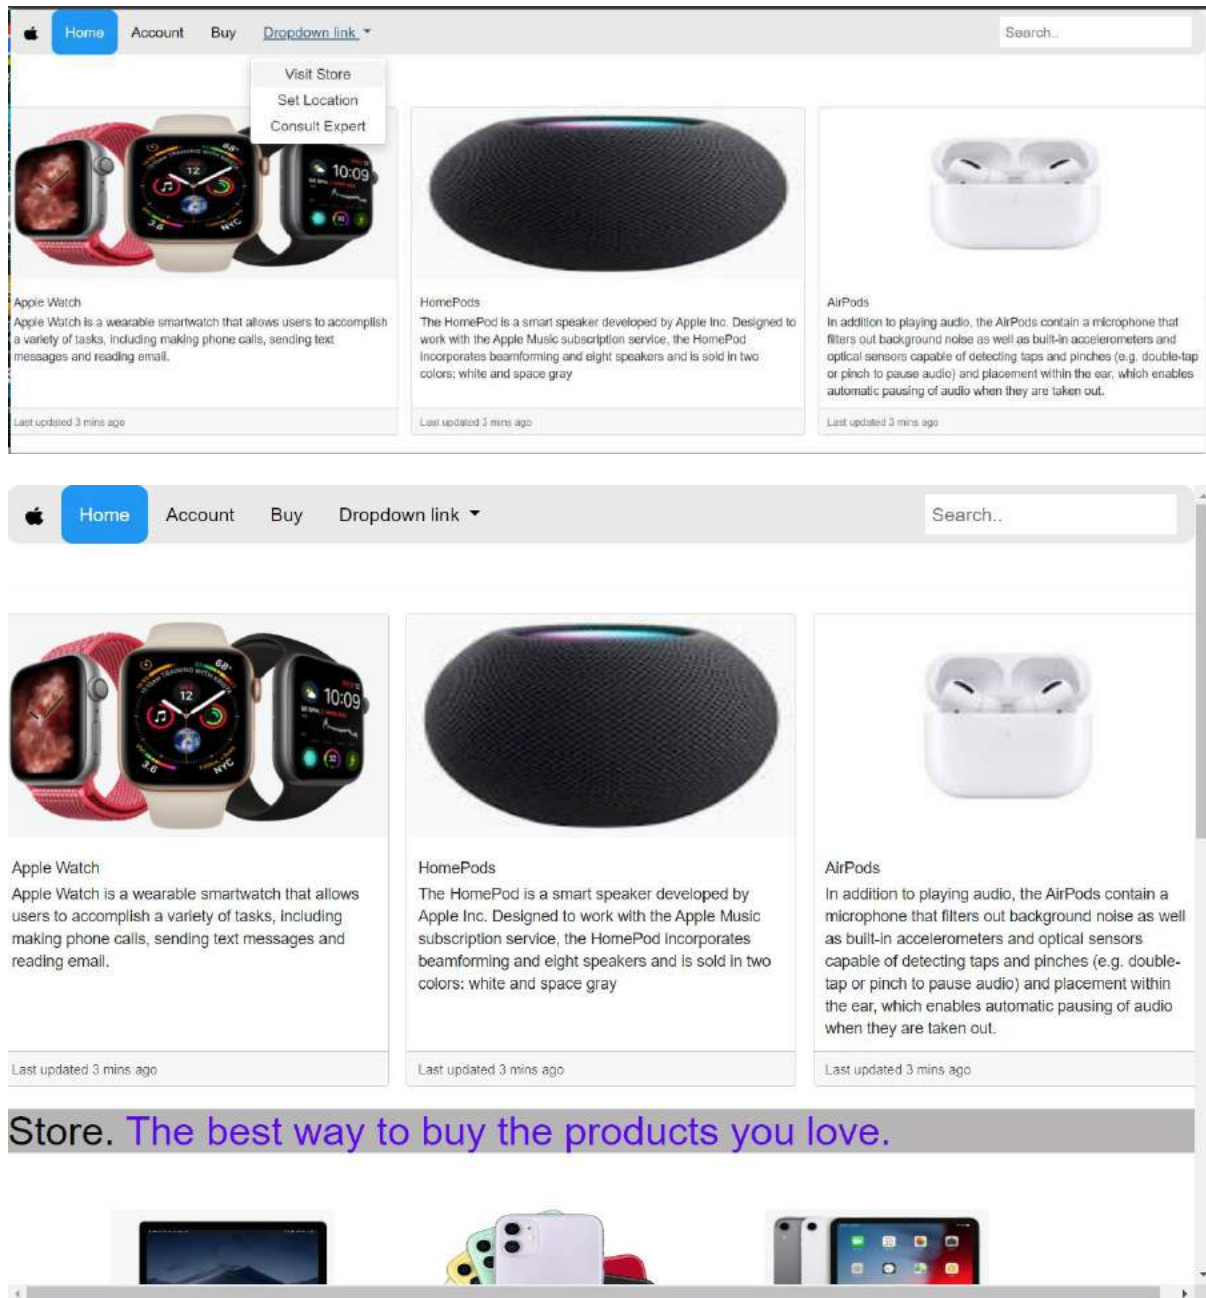 Home Account Buy Dropdown link Search..
Visit Store
Set Location
Consult Expert
Apple Watch
Apple Watch is a wearable smartwatch that allows users to accomplish
a variety of tasks, including making phone calls, sending text
messages and reading email.
Last updated 3 mins ago
HomePods
The HomePod is a smart speaker developed by Apple Inc. Designed to
work with the Apple Music subscription service, the HomePod
incorporates beamforming and eight speakers and is sold in two
colors: white and space gray
Last updated 3 mins ago
AirPods
In addition to playing audio, the AirPods contain a microphone that
filters out background noise as well as built-in accelerometers and
optical sensors capable of detecting taps and pinches (e.g. double-tap
or pinch to pause audio) and placement within the ear, which enables
automatic pausing of audio when they are taken out.
Last updated 3 mins ago
Home Account Buy Dropdown link Search..
12
68°
3.6
NYC
10:09
Apple Watch
Apple Watch is a wearable smartwatch that allows
users to accomplish a variety of tasks, including
making phone calls, sending text messages and
reading email.
Last updated 3 mins ago
HomePods
The HomePod is a smart speaker developed by
Apple Inc. Designed to work with the Apple Music
subscription service, the HomePod incorporates
beamforming and eight speakers and is sold in two
colors: white and space gray
Last updated 3 mins ago
AirPods
In addition to playing audio, the AirPods contain a
microphone that filters out background noise as well
as built-in accelerometers and optical sensors
capable of detecting taps and pinches (e.g. double-
tap or pinch to pause audio) and placement within
the ear, which enables automatic pausing of audio
when they are taken out.
Last updated 3 mins ago
Store. The best way to buy the products you love.